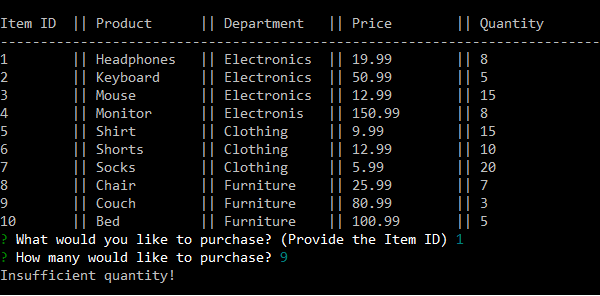 Item ID || Product || Department || Price || Quantity
--------------------------------------------------------------------------
1 || Headphones || Electronics || 19.99 || 8
2 || Keyboard || Electronics || 50.99 || 5
3 || Mouse || Electronics || 12.99 || 15
4 || Monitor || Electronis || 150.99 || 8
5 || Shirt || Clothing || 9.99 || 15
6 || Shorts || Clothing || 12.99 || 10
7 || Socks || Clothing || 5.99 || 20
8 || Chair || Furniture || 25.99 || 7
9 || Couch || Furniture || 80.99 || 3
10 || Bed || Furniture || 100.99 || 5
? What would you like to purchase? (Provide the Item ID) 1
? How many would like to purchase? 9
Insufficient quantity!